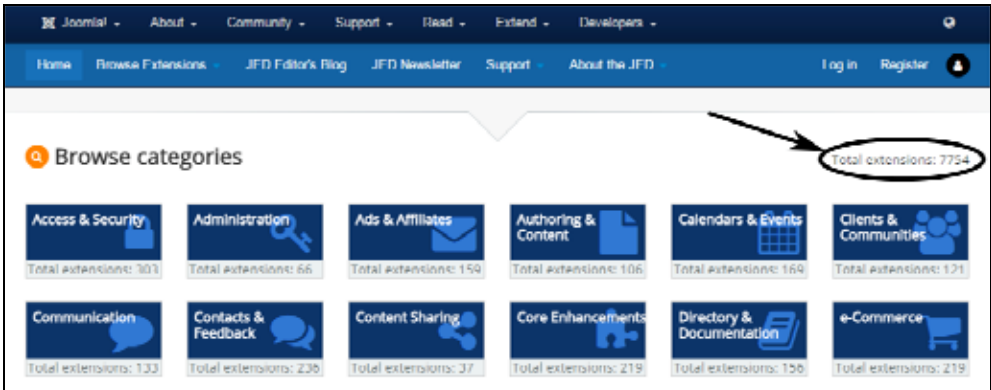 Joomla! About Community Support Read Extend Developers
Home Browse Extensions JED Editor's Blog JED Newsletter Support About the JED Log in Register
Browse categories Total extensions: 7754
Access & Security Administration Ads & Affiliates Authoring & Content Calendars & Events Clients & Communities
Total extensions: 303 Total extensions: 66 Total extensions: 159 Total extensions: 106 Total extensions: 169 Total extensions: 121
Communication Contacts & Feedback Content Sharing Core Enhancements Directory & Documentation e-Commerce
Total extensions: 133 Total extensions: 236 Total extensions: 37 Total extensions: 219 Total extensions: 156 Total extensions: 219